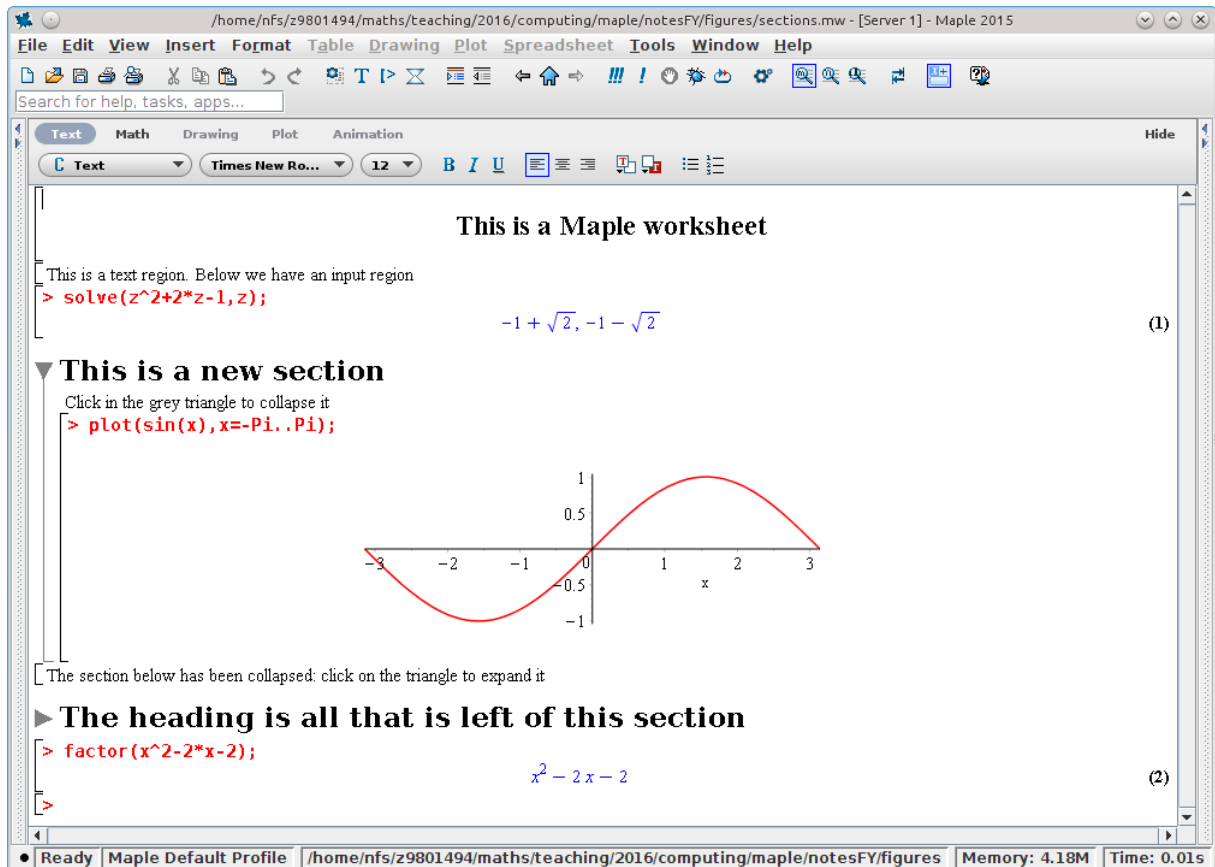 /home/nfs/z9801494/maths/teaching/2016/computing/maple/notesFY/figures/sections.mw - [Server 1] - Maple 2015
File Edit View Insert Format Table Drawing Plot Spreadsheet Tools Window Help
Search for help, tasks, apps...
Text Math Drawing Plot Animation Hide
C Text Times New Ro... 12 B I U
This is a Maple worksheet
This is a text region. Below we have an input region
> solve(z^2+2*z-1,z);
−1 + √2, −1 − √2 (1)
This is a new section
Click in the grey triangle to collapse it
> plot(sin(x),x=-Pi..Pi);
1
0.5
−3 −2 −1 0 1 2 3
−0.5 x
−1
The section below has been collapsed: click on the triangle to expand it
The heading is all that is left of this section
> factor(x^2-2*x-2);
x² − 2 x − 2 (2)
>
Ready Maple Default Profile /home/nfs/z9801494/maths/teaching/2016/computing/maple/notesFY/figures Memory: 4.18M Time: 0.01s